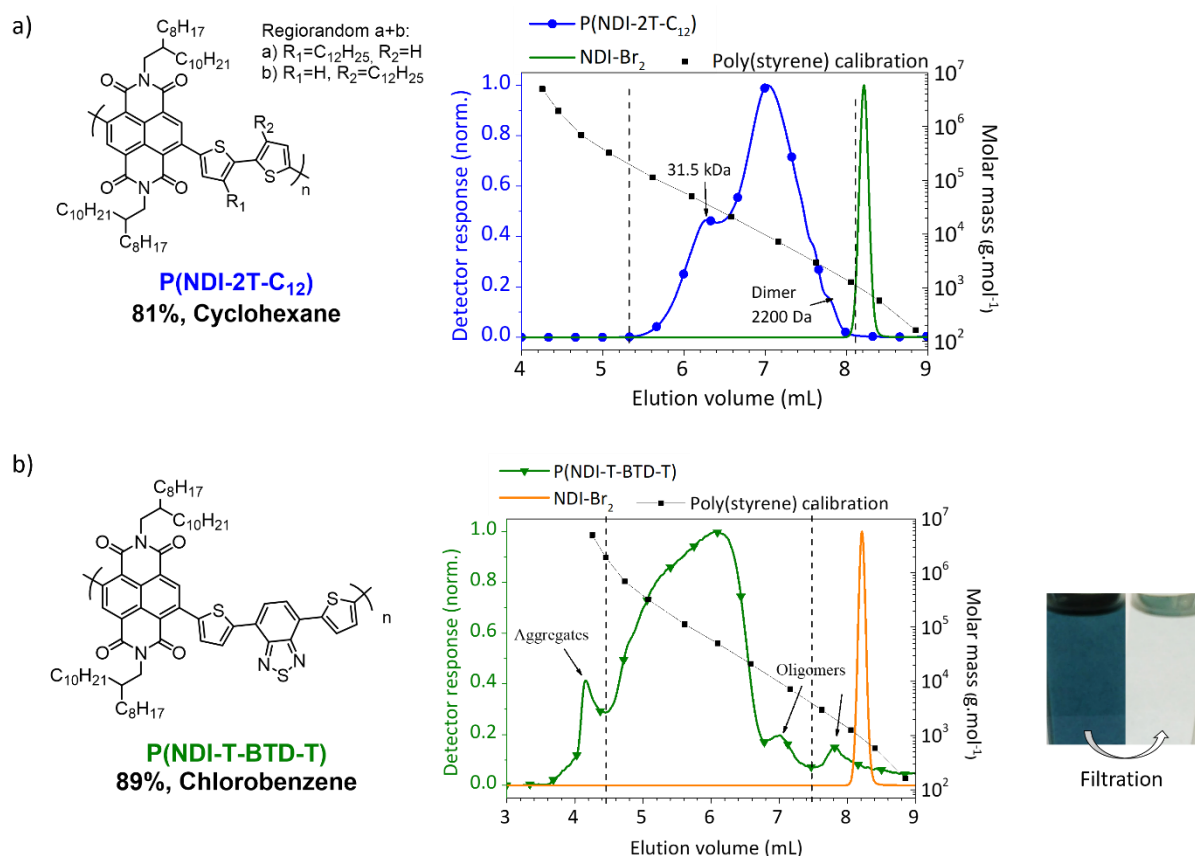 a)
C8H17
C10H21
Regiorandom a+b:
a) R1=C12H25, R2=H
b) R1=H, R2=C12H25
O N O
S
R2
S
n
R1
O N O
C10H21
C8H17
P(NDI-2T-C12)
81%, Cyclohexane
P(NDI-2T-C12)
NDI-Br2
Poly(styrene) calibration
Detector response (norm.)
1.0
0.8
0.6
0.4
0.2
0.0
31.5 kDa
Dimer
2200 Da
10^7
10^6
10^5
10^4
10^3
10^2
Molar mass (g.mol-1)
4 5 6 7 8 9
Elution volume (mL)
b)
C8H17
C10H21
O N O
S
S
n
N S N
O N O
C10H21
C8H17
P(NDI-T-BTD-T)
89%, Chlorobenzene
P(NDI-T-BTD-T)
NDI-Br2
Poly(styrene) calibration
Detector response (norm.)
1.0
0.8
0.6
0.4
0.2
0.0
Aggregates
Oligomers
10^7
10^6
10^5
10^4
10^3
10^2
Molar mass (g.mol-1)
3 4 5 6 7 8 9
Elution volume (mL)
Filtration